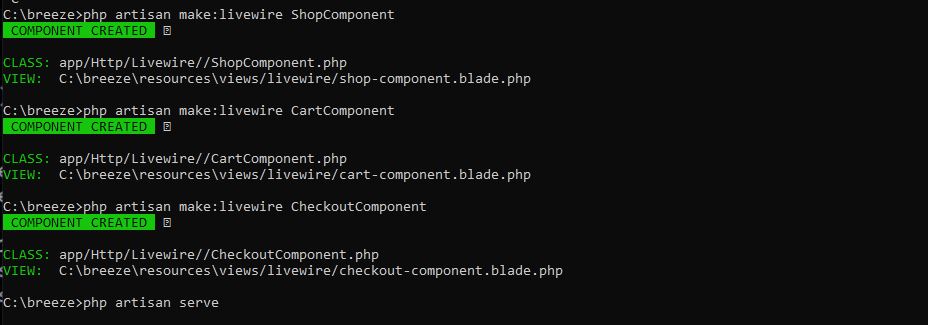 C:\breeze>php artisan make:livewire ShopComponent
COMPONENT CREATED
CLASS: app/Http/Livewire//ShopComponent.php
VIEW:  C:\breeze\resources\views/livewire/shop-component.blade.php
C:\breeze>php artisan make:livewire CartComponent
COMPONENT CREATED
CLASS: app/Http/Livewire//CartComponent.php
VIEW:  C:\breeze\resources\views/livewire/cart-component.blade.php
C:\breeze>php artisan make:livewire CheckoutComponent
COMPONENT CREATED
CLASS: app/Http/Livewire//CheckoutComponent.php
VIEW:  C:\breeze\resources\views/livewire/checkout-component.blade.php
C:\breeze>php artisan serve